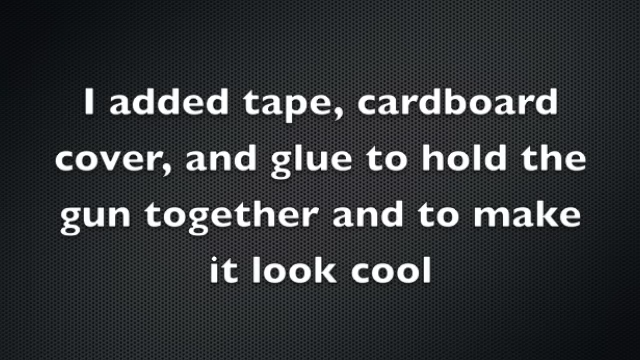 I added tape, cardboard
cover, and glue to hold the
gun together and to make
it look cool